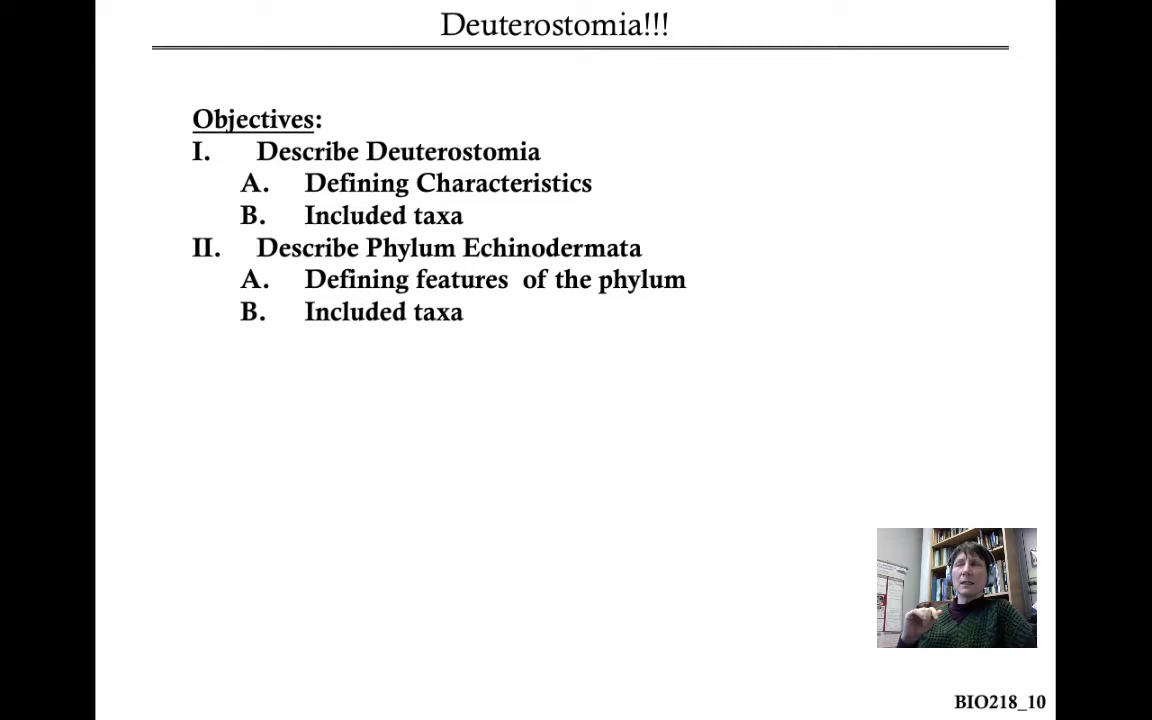 Deuterostomia!!!
Objectives:
I. Describe Deuterostomia
A. Defining Characteristics
B. Included taxa
II. Describe Phylum Echinodermata
A. Defining features of the phylum
B. Included taxa
BIO218_10